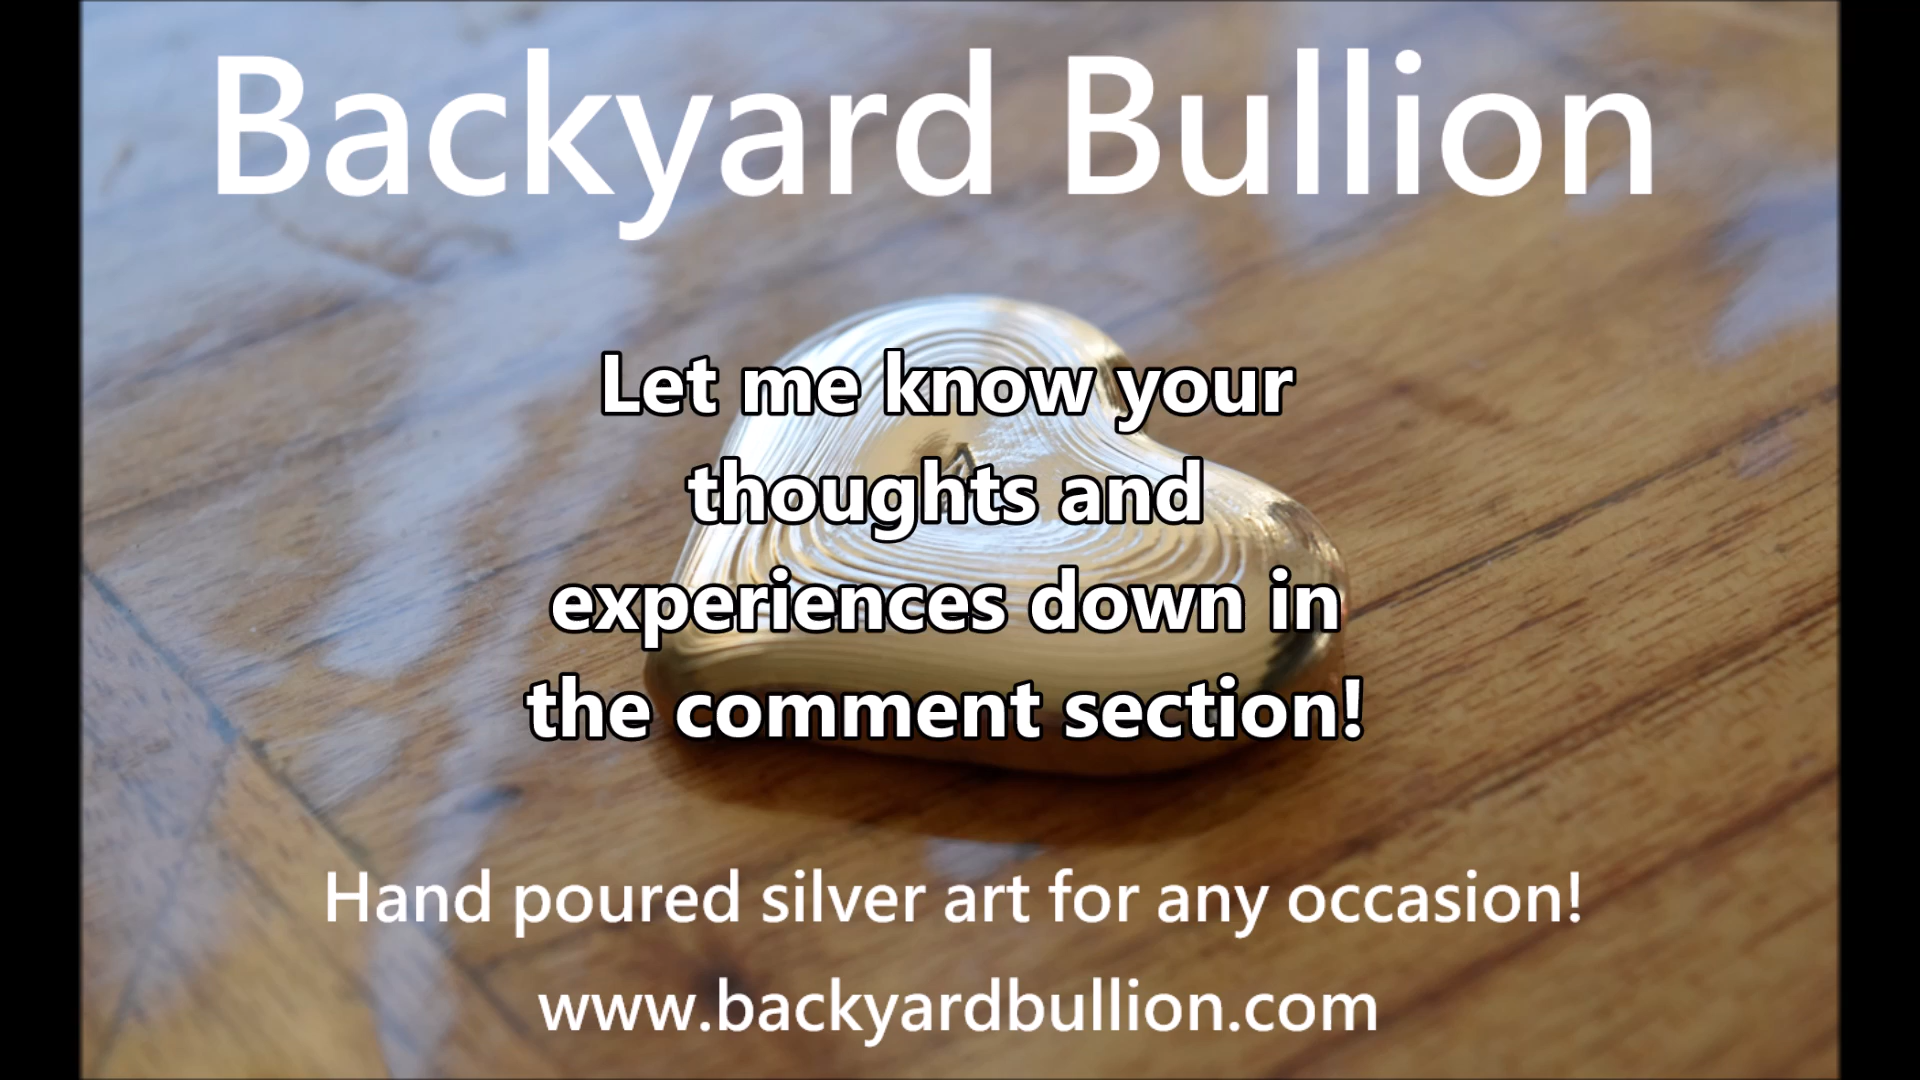 Backyard Bullion
Let me know your
thoughts and
experiences down in
the comment section!
Hand poured silver art for any occasion!
www.backyardbullion.com